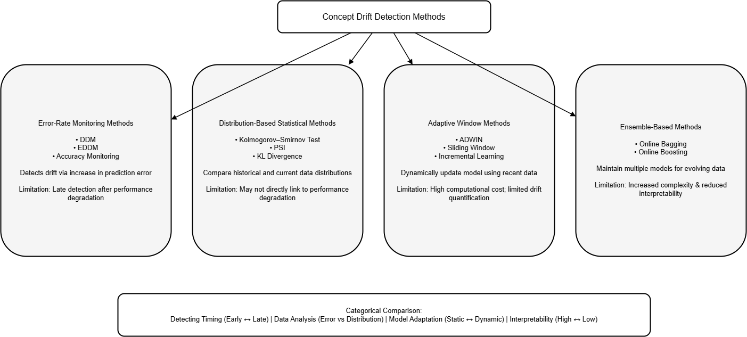 Concept Drift Detection Methods
Error-Rate Monitoring Methods
• DDM
• EDDM
• Accuracy Monitoring
Detects drift via increase in prediction error
Limitation: Late detection after performance
degradation
Distribution-Based Statistical Methods
• Kolmogorov–Smirnov Test
• PSI
• KL Divergence
Compare historical and current data distributions
Limitation: May not directly link to performance
degradation
Adaptive Window Methods
• ADWIN
• Sliding Window
• Incremental Learning
Dynamically update model using recent data
Limitation: High computational cost; limited drift
quantification
Ensemble-Based Methods
• Online Bagging
• Online Boosting
Maintain multiple models for evolving data
Limitation: Increased complexity & reduced
Interpretability
Categorical Comparison:
Detecting Timing (Early ↔ Late) | Data Analysis (Error vs Distribution) | Model Adaptation (Static ↔ Dynamic) | Interpretability (High ↔ Low)